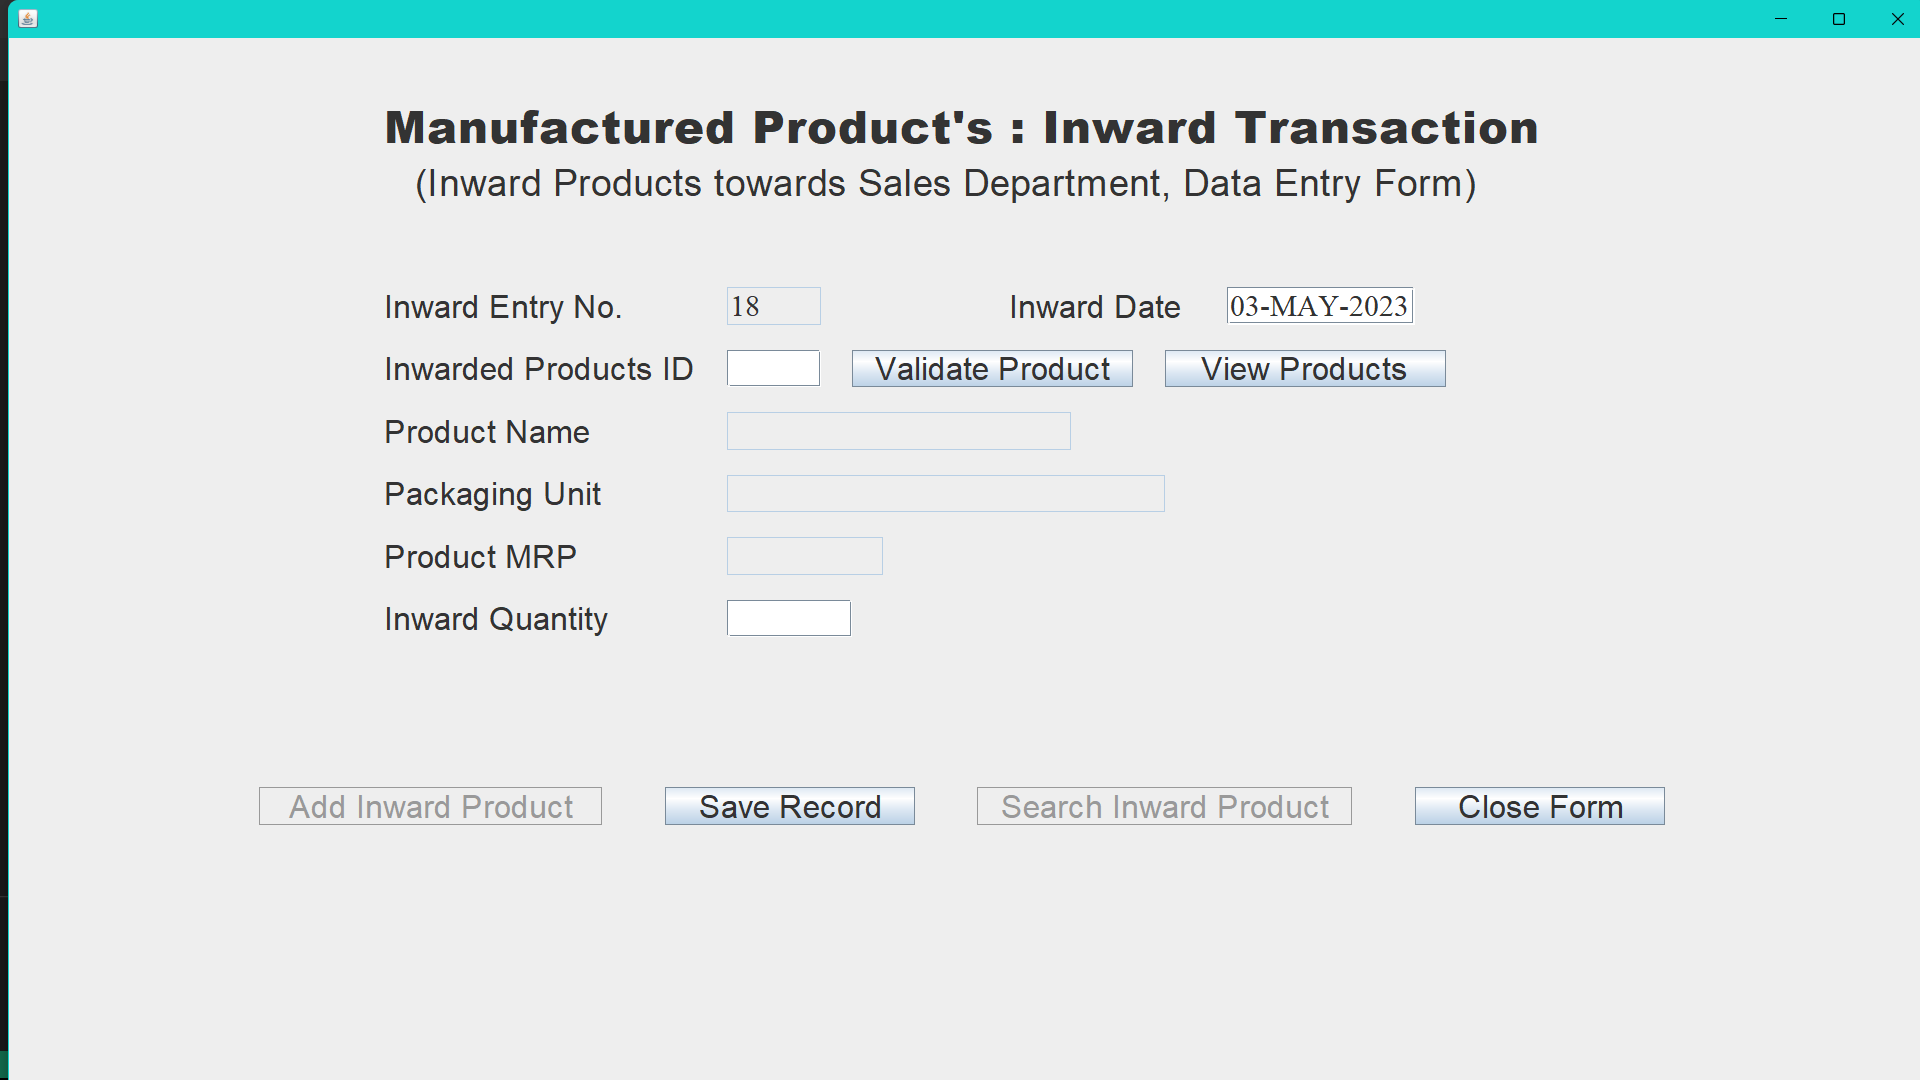 Manufactured Product's : Inward Transaction
(Inward Products towards Sales Department, Data Entry Form)
Inward Entry No. 18 Inward Date 03-MAY-2023
Inwarded Products ID Validate Product View Products
Product Name
Packaging Unit
Product MRP
Inward Quantity
Add Inward Product Save Record Search Inward Product Close Form